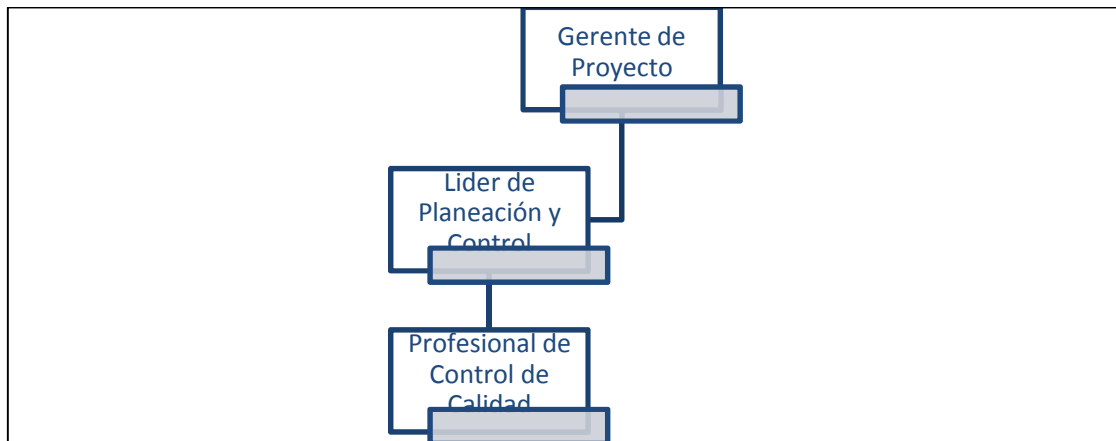 Gerente de
Proyecto
Lider de
Planeación y
Control
Profesional de
Control de
Calidad